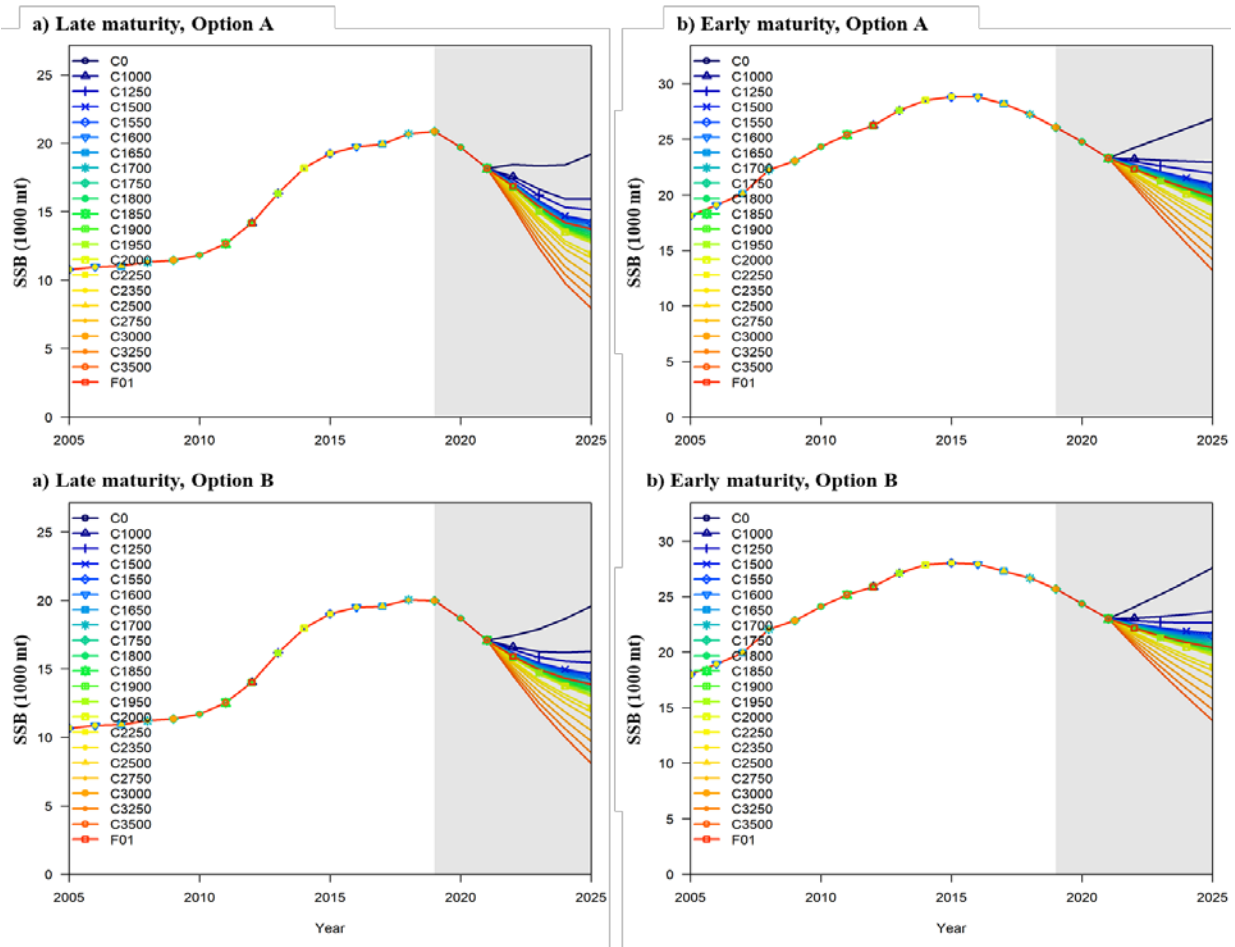 a) Late maturity, Option A
SSB (1000 mt)
25
20
15
10
5
0
C0
C1000
C1250
C1500
C1550
C1600
C1650
C1700
C1750
C1800
C1850
C1900
C1950
C2000
C2250
C2350
C2500
C2750
C3000
C3250
C3500
F01
2005 2010 2015 2020 2025
b) Early maturity, Option A
SSB (1000 mt)
30
25
20
15
10
5
0
C0
C1000
C1250
C1500
C1550
C1600
C1650
C1700
C1750
C1800
C1850
C1900
C1950
C2000
C2250
C2350
C2500
C2750
C3000
C3250
C3500
F01
2005 2010 2015 2020 2025
a) Late maturity, Option B
SSB (1000 mt)
25
20
15
10
5
0
C0
C1000
C1250
C1500
C1550
C1600
C1650
C1700
C1750
C1800
C1850
C1900
C1950
C2000
C2250
C2350
C2500
C2750
C3000
C3250
C3500
F01
2005 2010 2015 2020 2025
Year
b) Early maturity, Option B
SSB (1000 mt)
30
25
20
15
10
5
0
C0
C1000
C1250
C1500
C1550
C1600
C1650
C1700
C1750
C1800
C1850
C1900
C1950
C2000
C2250
C2350
C2500
C2750
C3000
C3250
C3500
F01
2005 2010 2015 2020 2025
Year